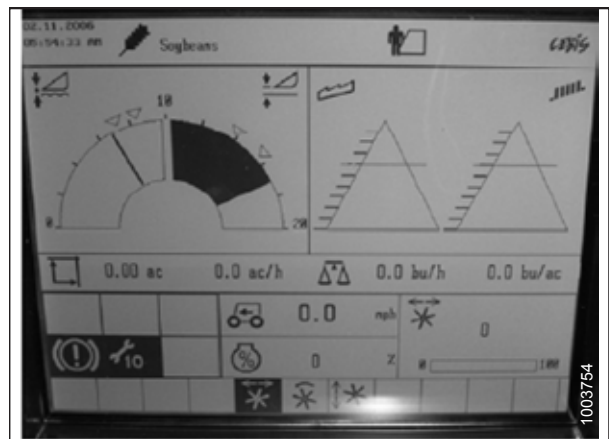 02.11.2006
05:54:33 AM
Soybeans
CEBIS
10
0
20
0.00 ac
0.0 ac/h
0.0 bu/h
0.0 bu/ac
0.0 mph
0
10
0 %
0
100
1003754